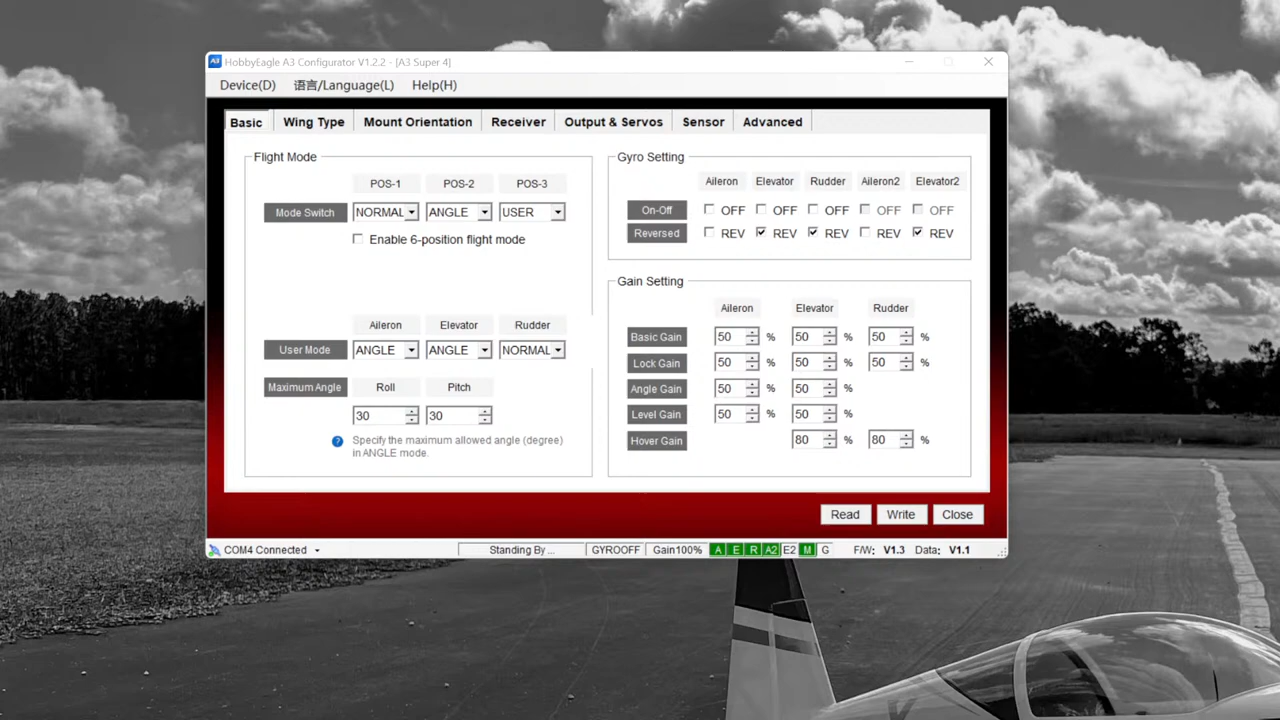 A3 HobbyEagle A3 Configurator V1.2.2 - [A3 Super 4]
Device(D) 语言/Language(L) Help(H)
Basic Wing Type Mount Orientation Receiver Output & Servos Sensor Advanced
Flight Mode
POS-1 POS-2 POS-3
Mode Switch NORMAL ANGLE USER
Enable 6-position flight mode
Aileron Elevator Rudder
User Mode ANGLE ANGLE NORMAL
Maximum Angle Roll Pitch
30 30
? Specify the maximum allowed angle (degree)
in ANGLE mode.
Gyro Setting
Aileron Elevator Rudder Aileron2 Elevator2
On-Off OFF OFF OFF OFF OFF
Reversed REV REV REV REV REV
Gain Setting
Aileron Elevator Rudder
Basic Gain 50 % 50 % 50 %
Lock Gain 50 % 50 % 50 %
Angle Gain 50 % 50 %
Level Gain 50 % 50 %
Hover Gain 80 % 80 %
Read Write Close
COM4 Connected Standing By ... GYROOFF Gain100% A E R A2 E2 M G F/W: V1.3 Data: V1.1